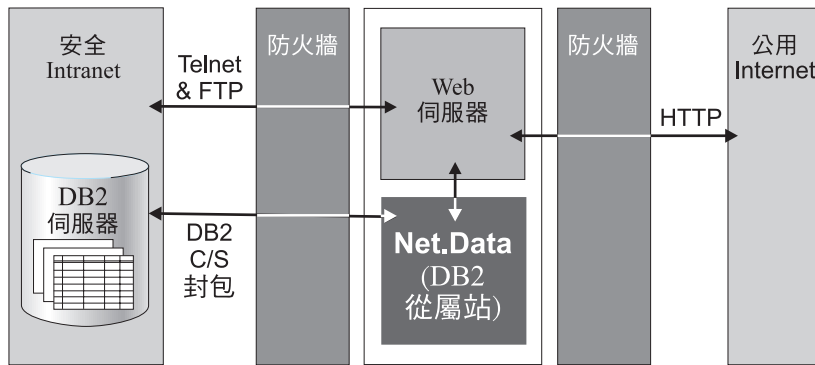 安全
Intranet
Telnet
& FTP
防火牆
Web
伺服器
防火牆
HTTP
公用
Internet
DB2
伺服器
DB2
C/S
封包
Net.Data
(DB2
從屬站)